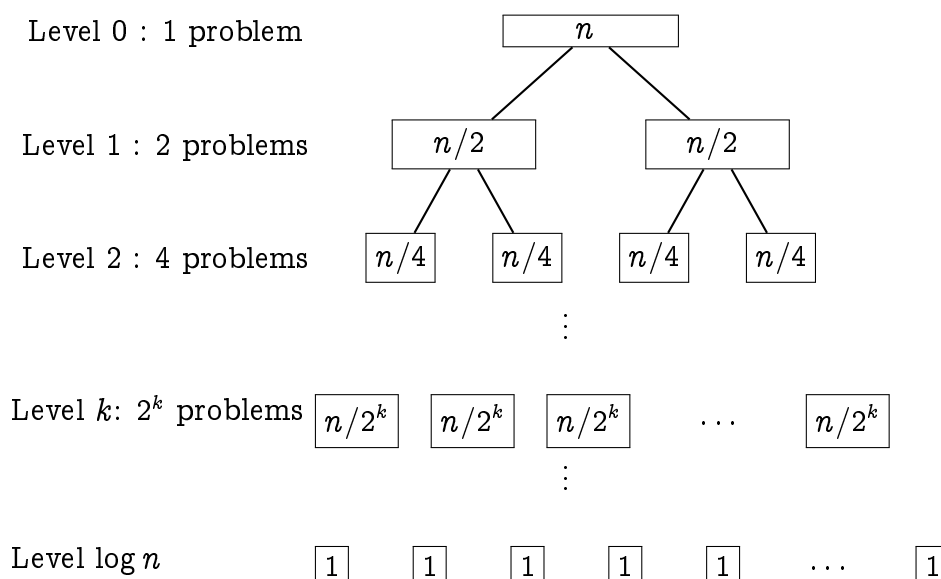 Level 0 : 1 problem n
Level 1 : 2 problems n/2 n/2
Level 2 : 4 problems n/4 n/4 n/4 n/4
⋮
Level k: 2^k problems n/2^k n/2^k n/2^k ⋯ n/2^k
⋮
Level log n 1 1 1 1 1 ⋯ 1